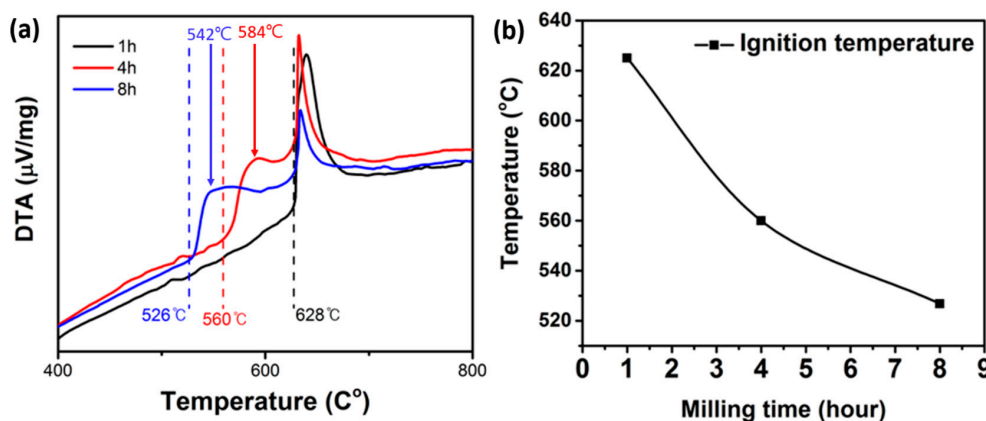 (a)
1h
4h
8h
542℃
584℃
DTA (μV/mg)
526℃
560℃
628℃
400
600
800
Temperature (C°)
(b)
Ignition temperature
640
620
600
580
560
540
520
Temperature (°C)
0 1 2 3 4 5 6 7 8 9
Milling time (hour)